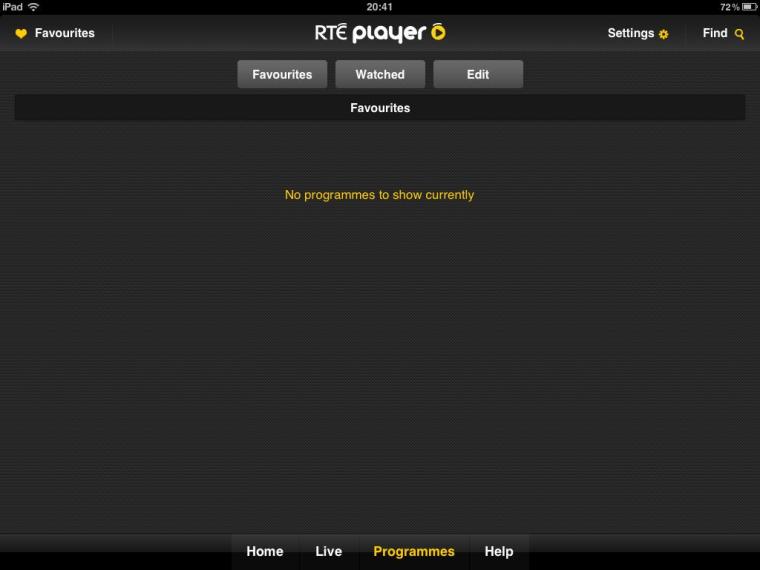 iPad 20:41 72%
Favourites RTÉ player Settings Find
Favourites Watched Edit
Favourites
No programmes to show currently
Home Live Programmes Help